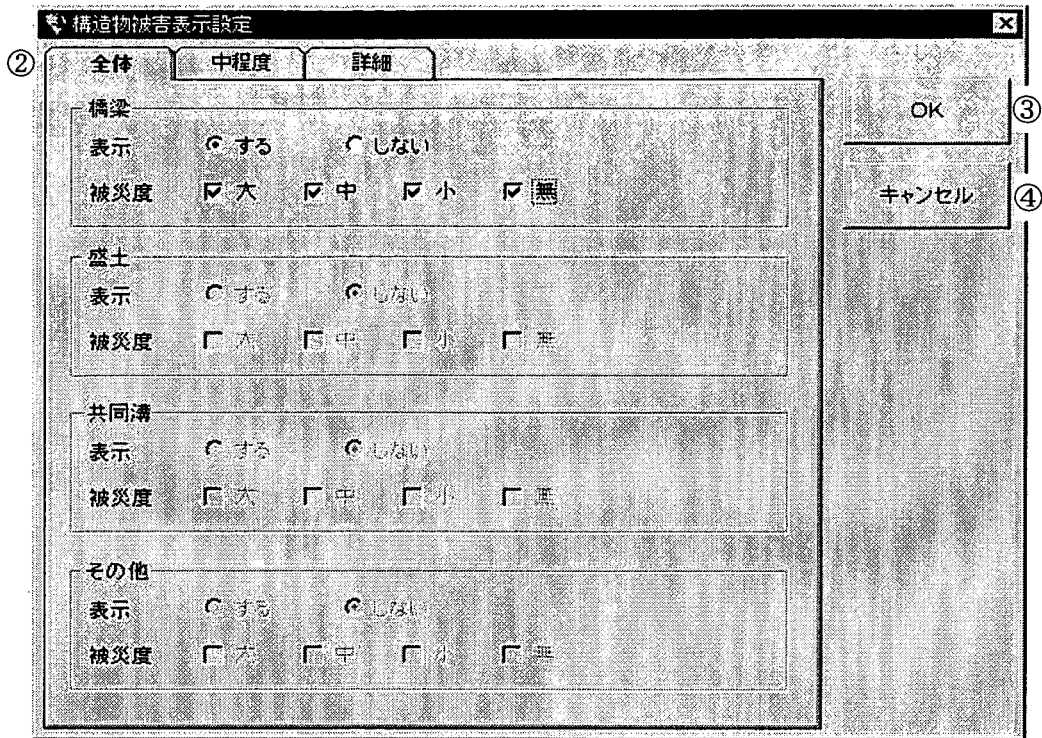 構造物被害表示設定
② 全体 中程度 詳細
橋梁
表示 する しない
被災度 大 中 小 無
盛土
表示 する しない
被災度 大 中 小 無
共同溝
表示 する しない
被災度 大 中 小 無
その他
表示 する しない
被災度 大 中 小 無
OK ③
キャンセル ④